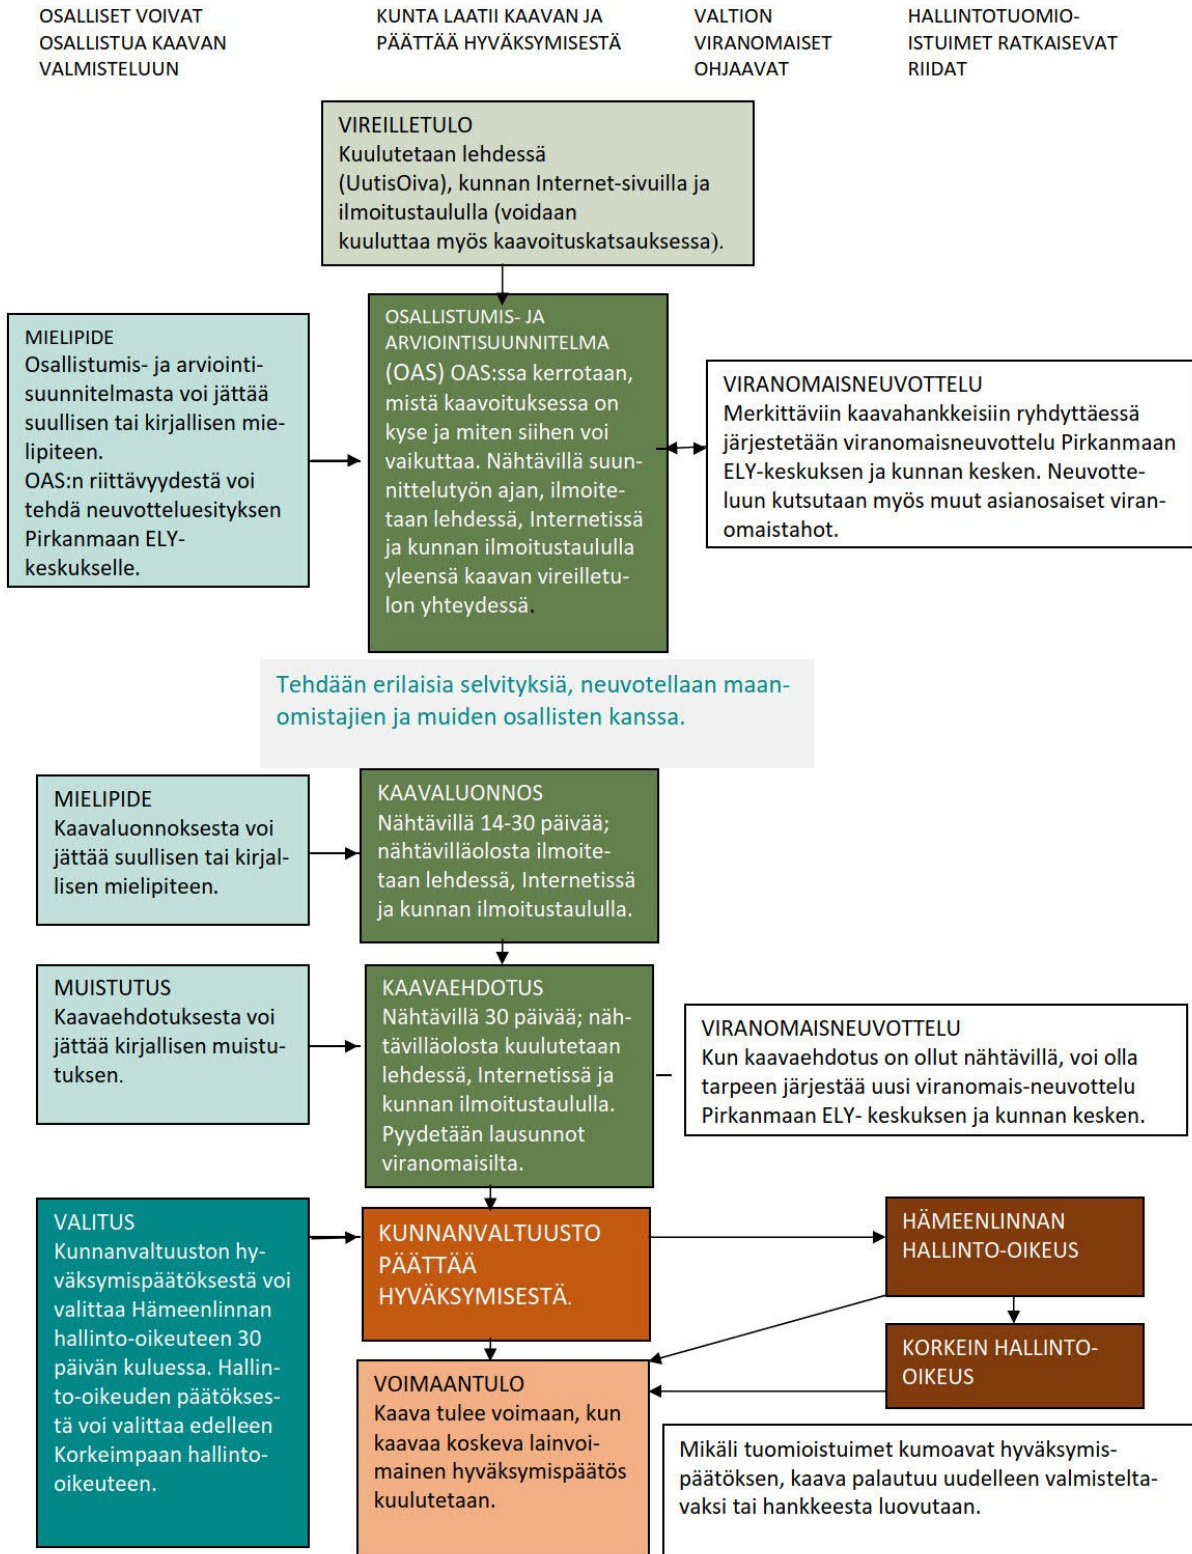 OSALLISET VOIVAT
OSALLISTUA KAAVAN
VALMISTELUUN
KUNTA LAATII KAAVAN JA
PÄÄTTÄÄ HYVÄKSYMISESTÄ
VALTION
VIRANOMAISET
OHJAAVAT
HALLINTOTUOMIO-
ISTUIMET RATKAISEVAT
RIIDAT
VIREILLETULO
Kuulutetaan lehdessä
(UutisOiva), kunnan Internet-sivuilla ja
ilmoitustaululla (voidaan
kuuluttaa myös kaavoituskatsauksessa).
MIELIPIDE
Osallistumis- ja arviointi-
suunnitelmasta voi jättää
suullisen tai kirjallisen mie-
lipiteen.
OAS:n riittävyydestä voi
tehdä neuvotteluesityksen
Pirkanmaan ELY-
keskukselle.
OSALLISTUMIS- JA
ARVIOINTISUUNNITELMA
(OAS) OAS:ssa kerrotaan,
mistä kaavoituksessa on
kyse ja miten siihen voi
vaikuttaa. Nähtävillä suun-
nittelutyön ajan, ilmoite-
taan lehdessä, Internetissä
ja kunnan ilmoitustaululla
yleensä kaavan vireilletu-
lon yhteydessä.
VIRANOMAISNEUVOTTELU
Merkittäviin kaavahankkeisiin ryhdyttäessä
järjestetään viranomaisneuvottelu Pirkanmaan
ELY-keskuksen ja kunnan kesken. Neuvotte-
luun kutsutaan myös muut asianosaiset viran-
omaistahot.
Tehdään erilaisia selvityksiä, neuvotellaan maan-
omistajien ja muiden osallisten kanssa.
MIELIPIDE
Kaavaluonnoksesta voi
jättää suullisen tai kirjal-
lisen mielipiteen.
KAAVALUONNOS
Nähtävillä 14-30 päivää;
nähtävilläolosta ilmoite-
taan lehdessä, Internetissä
ja kunnan ilmoitustaululla.
MUISTUTUS
Kaavaehdotuksesta voi
jättää kirjallisen muistu-
tuksen.
KAAVAEHDOTUS
Nähtävillä 30 päivää; näh-
tävilläolosta kuulutetaan
lehdessä, Internetissä ja
kunnan ilmoitustaululla.
Pyydetään lausunnot
viranomaisilta.
VIRANOMAISNEUVOTTELU
Kun kaavaehdotus on ollut nähtävillä, voi olla
tarpeen järjestää uusi viranomais-neuvottelu
Pirkanmaan ELY- keskuksen ja kunnan kesken.
VALITUS
Kunnanvaltuuston hy-
väksymispäätöksestä voi
valittaa Hämeenlinnan
hallinto-oikeuteen 30
päivän kuluessa. Hallin-
to-oikeuden päätökses-
tä voi valittaa edelleen
Korkeimpaan hallinto-
oikeuteen.
KUNNANVALTUUSTO
PÄÄTTÄÄ
HYVÄKSYMISESTÄ.
HÄMEENLINNAN
HALLINTO-OIKEUS
KORKEIN HALLINTO-
OIKEUS
VOIMAANTULO
Kaava tulee voimaan, kun
kaavaa koskeva lainvoi-
mainen hyväksymispäätös
kuulutetaan.
Mikäli tuomioistuimet kumoavat hyväksymis-
päätöksen, kaava palautuu uudelleen valmistelta-
vaksi tai hankkeesta luovutaan.